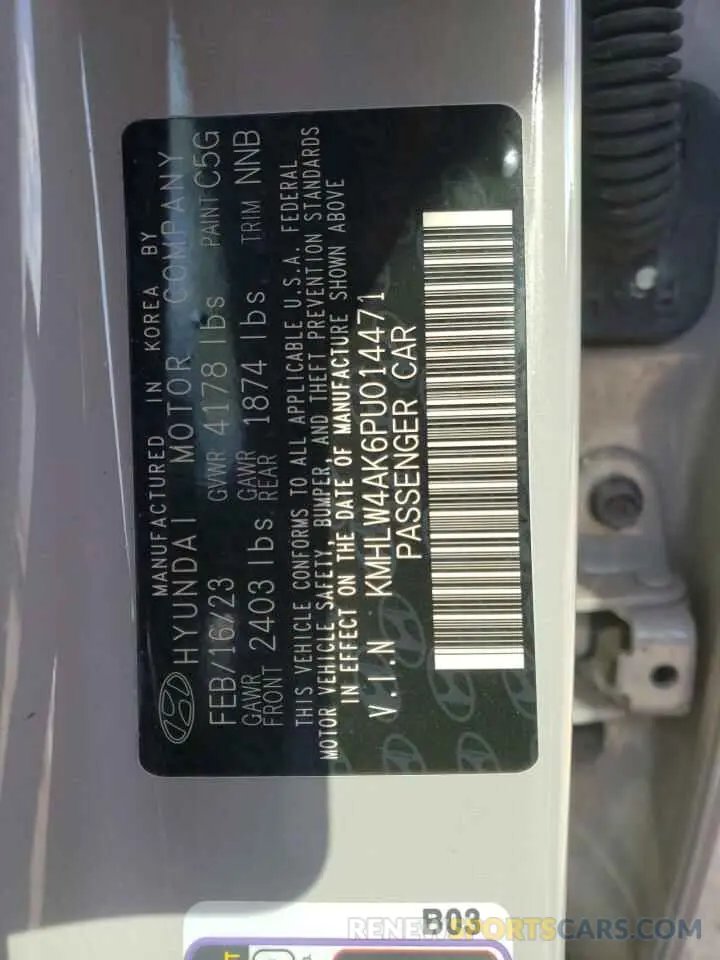 MANUFACTURED IN KOREA BY
HYUNDAI MOTOR COMPANY
FEB/16/23 GVWR 4178 lbs PAINT C5G
GAWR FRONT 2403 lbs GAWR REAR 1874 lbs TRIM NNB
THIS VEHICLE CONFORMS TO ALL APPLICABLE U.S.A. FEDERAL
MOTOR VEHICLE SAFETY, BUMPER, AND THEFT PREVENTION STANDARDS
IN EFFECT ON THE DATE OF MANUFACTURE SHOWN ABOVE
V.I.N KMHLW4AK6PU014471
PASSENGER CAR
B03
RENEWSPORTSCARS.COM